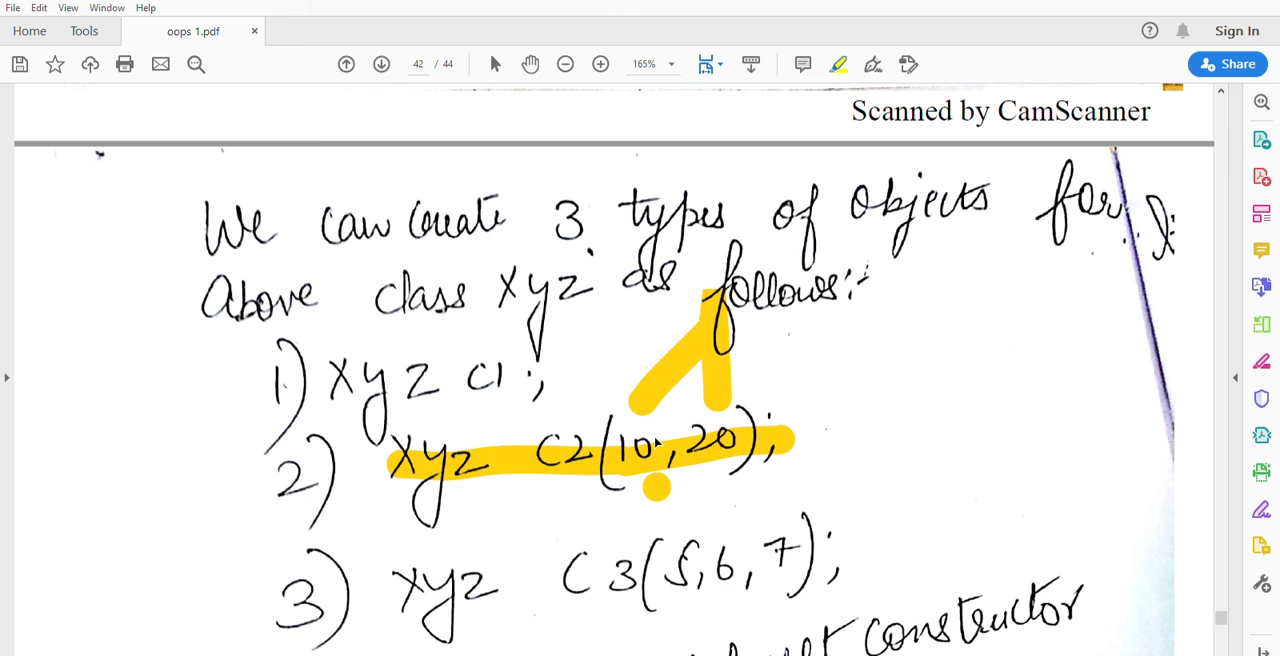 File Edit View Window Help
Home Tools oops 1.pdf × Sign In
42 / 44 165% Share
Scanned by CamScanner
We can create 3 types of objects for
above class xyz as follows:-
1) xyz c1;
2) xyz c2(10,20);
3) xyz c3(5,6,7);
constructor